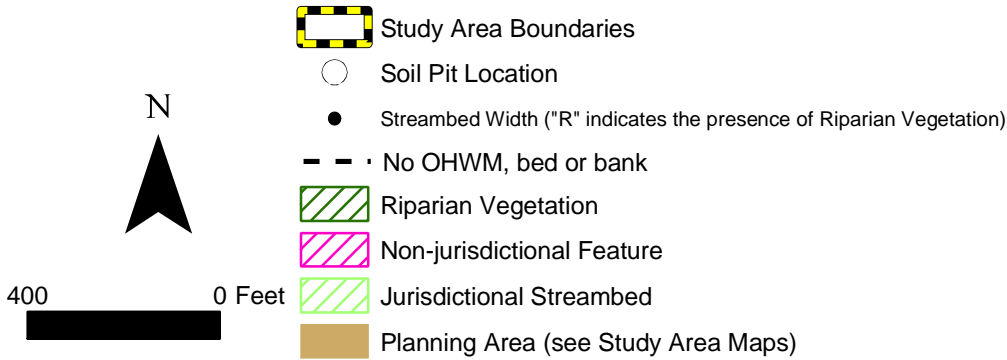 Study Area Boundaries
Soil Pit Location
Streambed Width ("R" indicates the presence of Riparian Vegetation)
No OHWM, bed or bank
Riparian Vegetation
Non-jurisdictional Feature
Jurisdictional Streambed
Planning Area (see Study Area Maps)
N
400 0 Feet